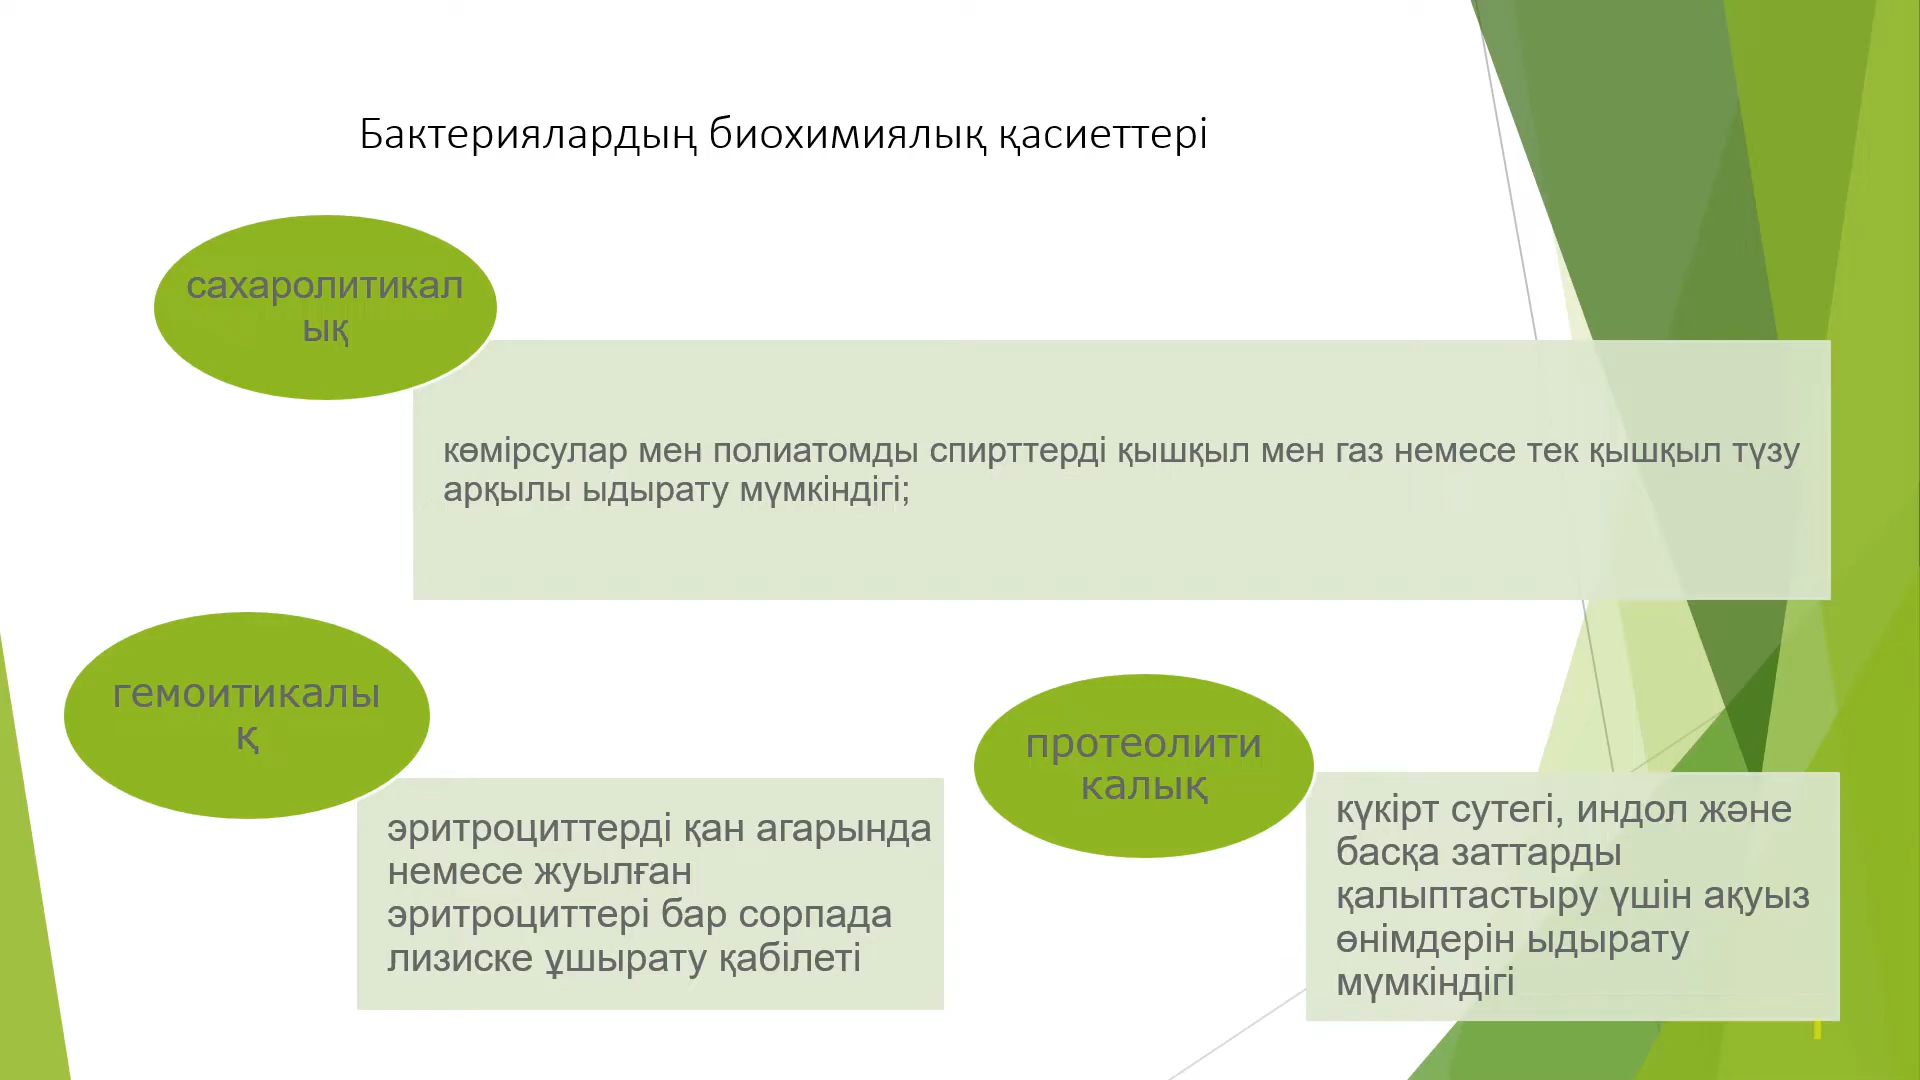 Бактериялардың биохимиялық қасиеттері
сахаролитикал
ық
көмірсулар мен полиатомды спирттерді қышқыл мен газ немесе тек қышқыл түзу
арқылы ыдырату мүмкіндігі;
гемоитикалы
қ
эритроциттерді қан агарында
немесе жуылған
эритроциттері бар сорпада
лизиске ұшырату қабілеті
протеолити
калық
күкірт сутегі, индол және
басқа заттарды
қалыптастыру үшін ақуыз
өнімдерін ыдырату
мүмкіндігі